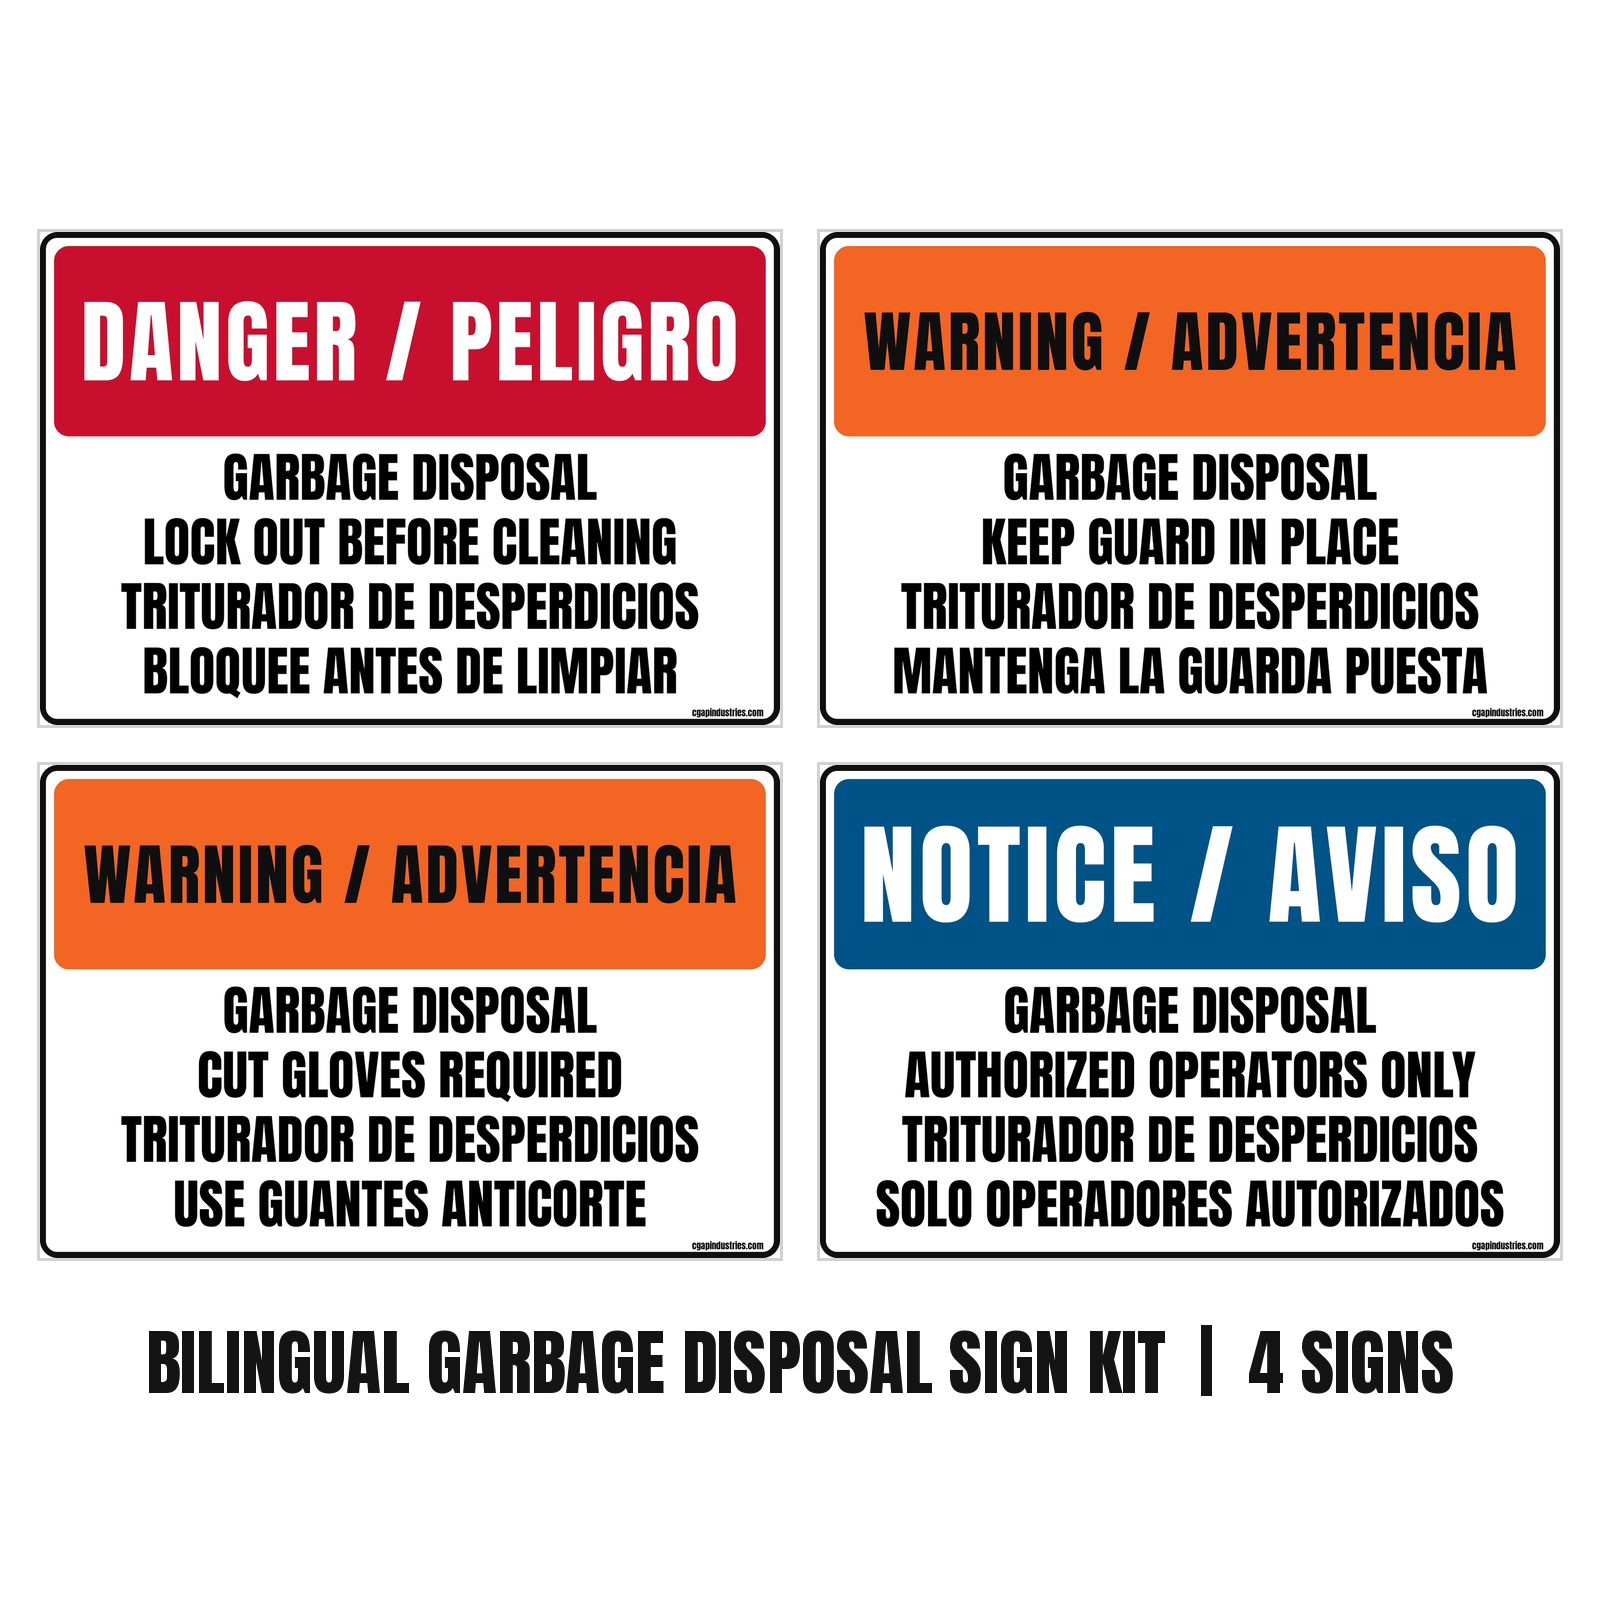 DANGER / PELIGRO
GARBAGE DISPOSAL
LOCK OUT BEFORE CLEANING
TRITURADOR DE DESPERDICIOS
BLOQUEE ANTES DE LIMPIAR
cgapindustries.com
WARNING / ADVERTENCIA
GARBAGE DISPOSAL
KEEP GUARD IN PLACE
TRITURADOR DE DESPERDICIOS
MANTENGA LA GUARDA PUESTA
cgapindustries.com
WARNING / ADVERTENCIA
GARBAGE DISPOSAL
CUT GLOVES REQUIRED
TRITURADOR DE DESPERDICIOS
USE GUANTES ANTICORTE
cgapindustries.com
NOTICE / AVISO
GARBAGE DISPOSAL
AUTHORIZED OPERATORS ONLY
TRITURADOR DE DESPERDICIOS
SOLO OPERADORES AUTORIZADOS
cgapindustries.com
BILINGUAL GARBAGE DISPOSAL SIGN KIT | 4 SIGNS